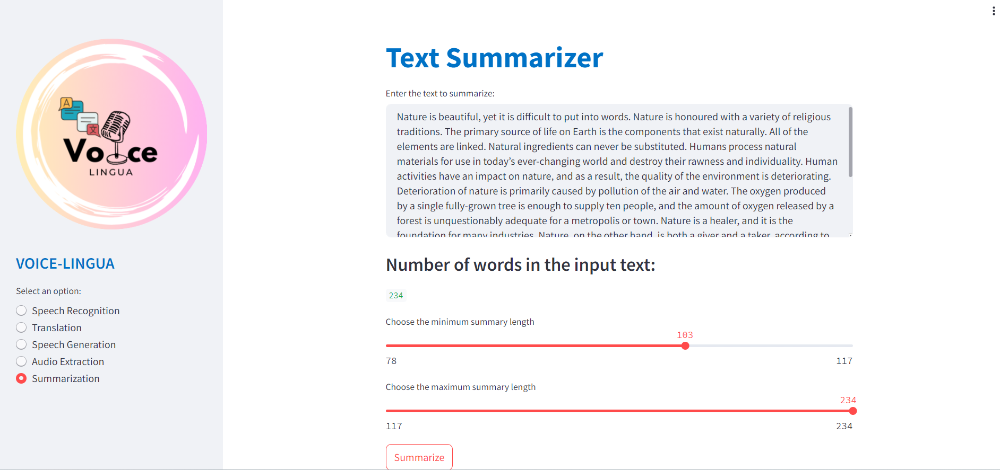 A
文
Voice
LINGUA
VOICE-LINGUA
Select an option:
Speech Recognition
Translation
Speech Generation
Audio Extraction
Summarization
Text Summarizer
Enter the text to summarize:
Nature is beautiful, yet it is difficult to put into words. Nature is honoured with a variety of religious
traditions. The primary source of life on Earth is the components that exist naturally. All of the
elements are linked. Natural ingredients can never be substituted. Humans process natural
materials for use in today’s ever-changing world and destroy their rawness and individuality. Human
activities have an impact on nature, and as a result, the quality of the environment is deteriorating.
Deterioration of nature is primarily caused by pollution of the air and water. The oxygen produced
by a single fully-grown tree is enough to supply ten people, and the amount of oxygen released by a
forest is unquestionably adequate for a metropolis or town. Nature is a healer, and it is the
foundation for many industries. Nature, on the other hand, is both a giver and a taker, according to
Number of words in the input text:
234
Choose the minimum summary length
103
78 117
Choose the maximum summary length
234
117 234
Summarize